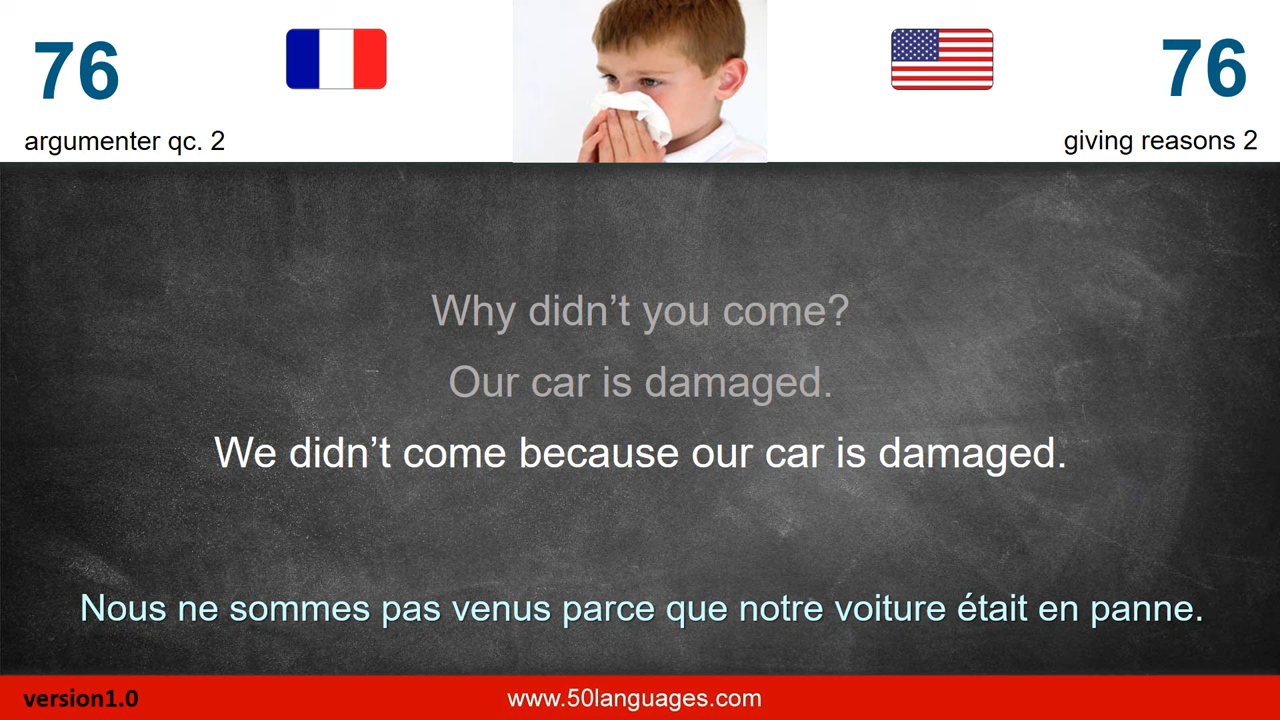 76
76
argumenter qc. 2
giving reasons 2
Why didn’t you come?
Our car is damaged.
We didn’t come because our car is damaged.
Nous ne sommes pas venus parce que notre voiture était en panne.
version1.0
www.50languages.com